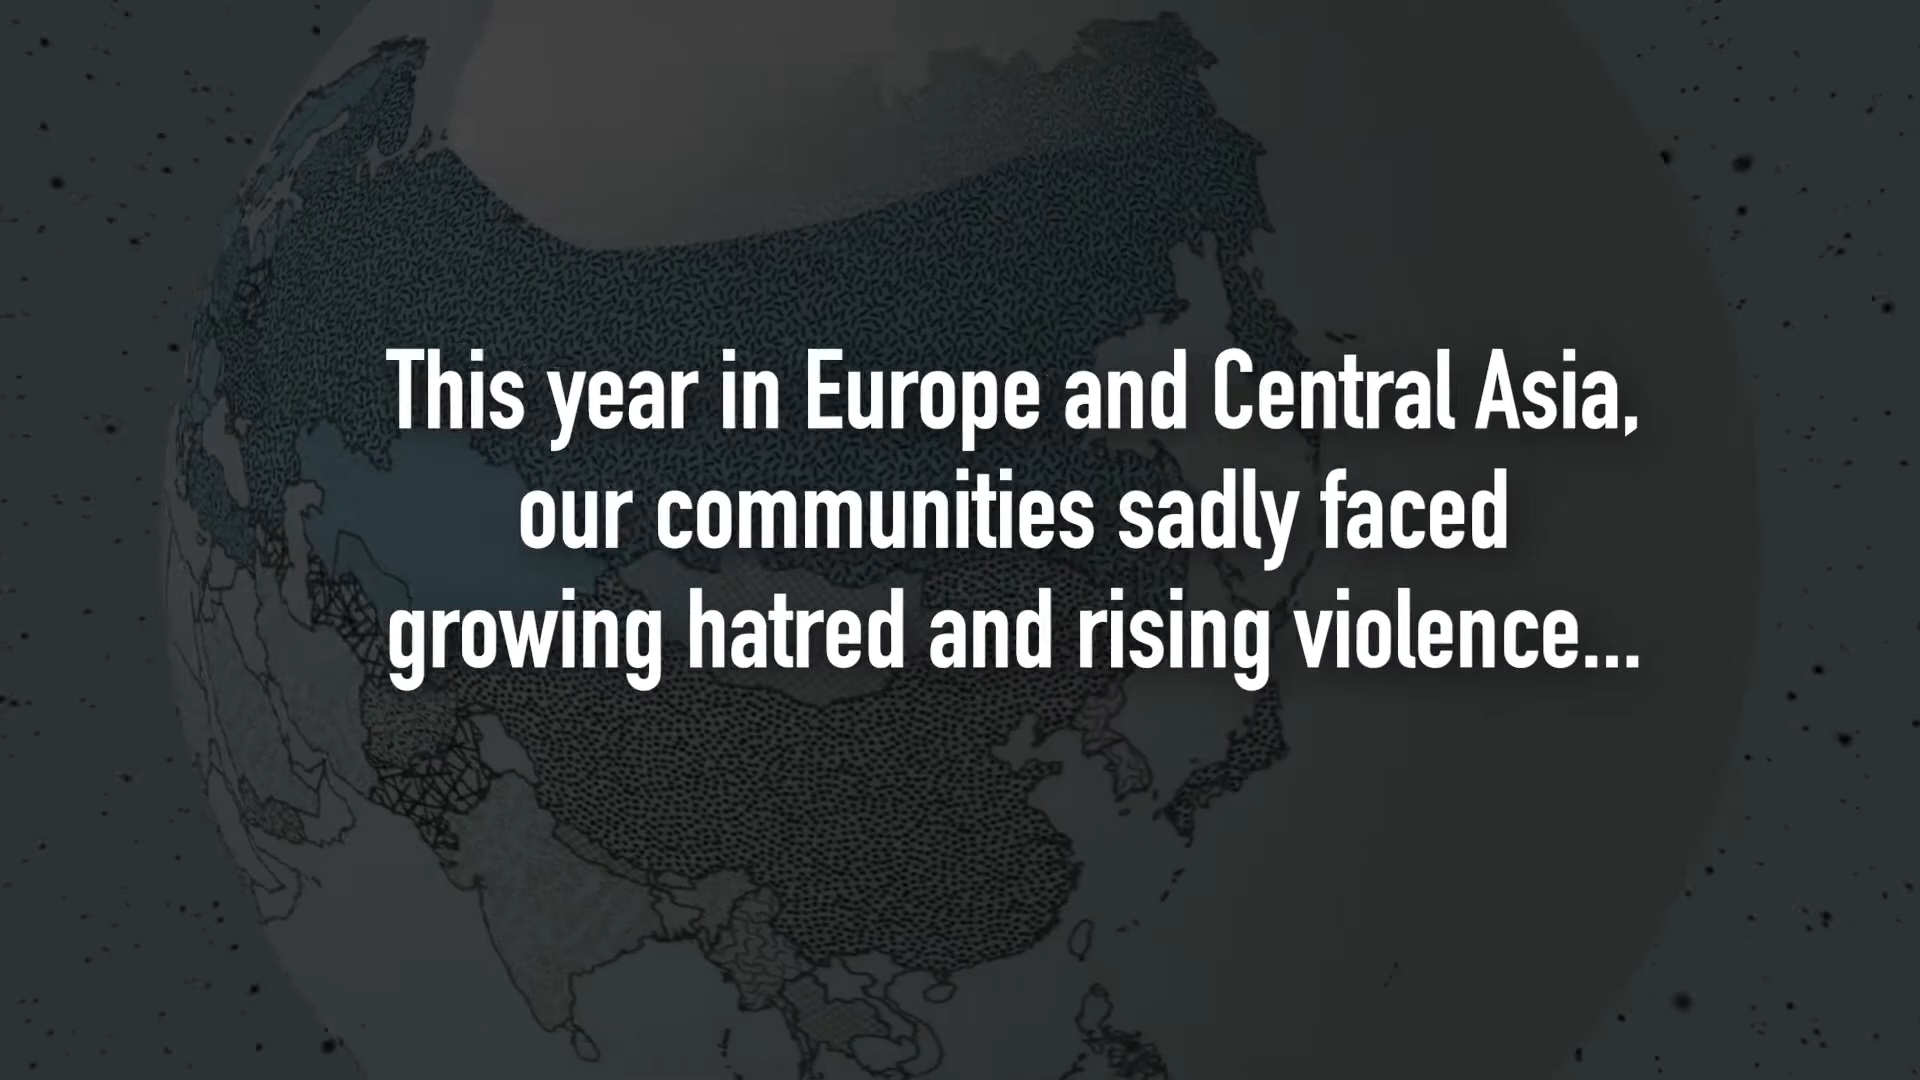 This year in Europe and Central Asia,
our communities sadly faced
growing hatred and rising violence...